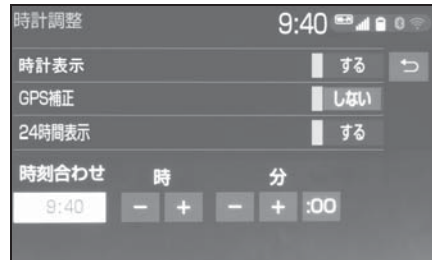 時計調整 9:40
時計表示 する
GPS補正 しない
24時間表示 する
時刻合わせ 時 分
9:40 − + − + :00